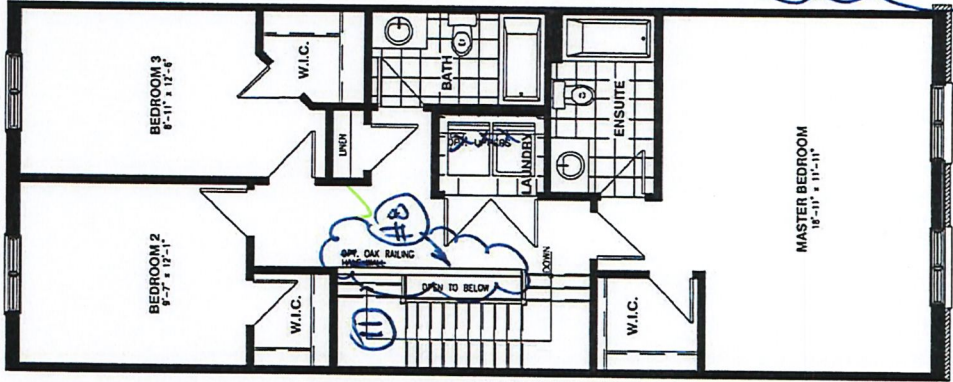 BEDROOM 3
8'-11" x 12'-6"
W.I.C.
BATH
ENSUITE
LINEN
LAUNDRY
MASTER BEDROOM
18'-11" x 11'-11"
BEDROOM 2
9'-7" x 12'-1"
W.I.C.
#8
OPT. OAK RAILING
OPEN TO BELOW
DOWN
11
W.I.C.